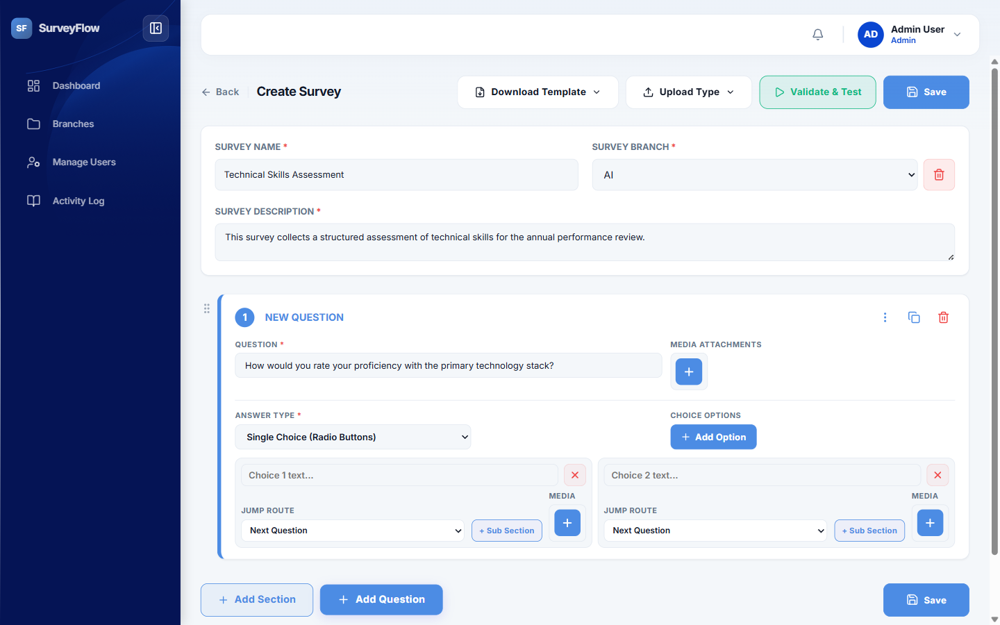 SF SurveyFlow
Dashboard
Branches
Manage Users
Activity Log
AD Admin User
Admin
Back Create Survey Download Template Upload Type Validate & Test Save
SURVEY NAME * SURVEY BRANCH *
Technical Skills Assessment AI
SURVEY DESCRIPTION *
This survey collects a structured assessment of technical skills for the annual performance review.
1 NEW QUESTION
QUESTION * MEDIA ATTACHMENTS
How would you rate your proficiency with the primary technology stack?
ANSWER TYPE * CHOICE OPTIONS
Single Choice (Radio Buttons) + Add Option
Choice 1 text... Choice 2 text...
MEDIA MEDIA
JUMP ROUTE JUMP ROUTE
Next Question + Sub Section + Next Question + Sub Section +
+ Add Section + Add Question Save